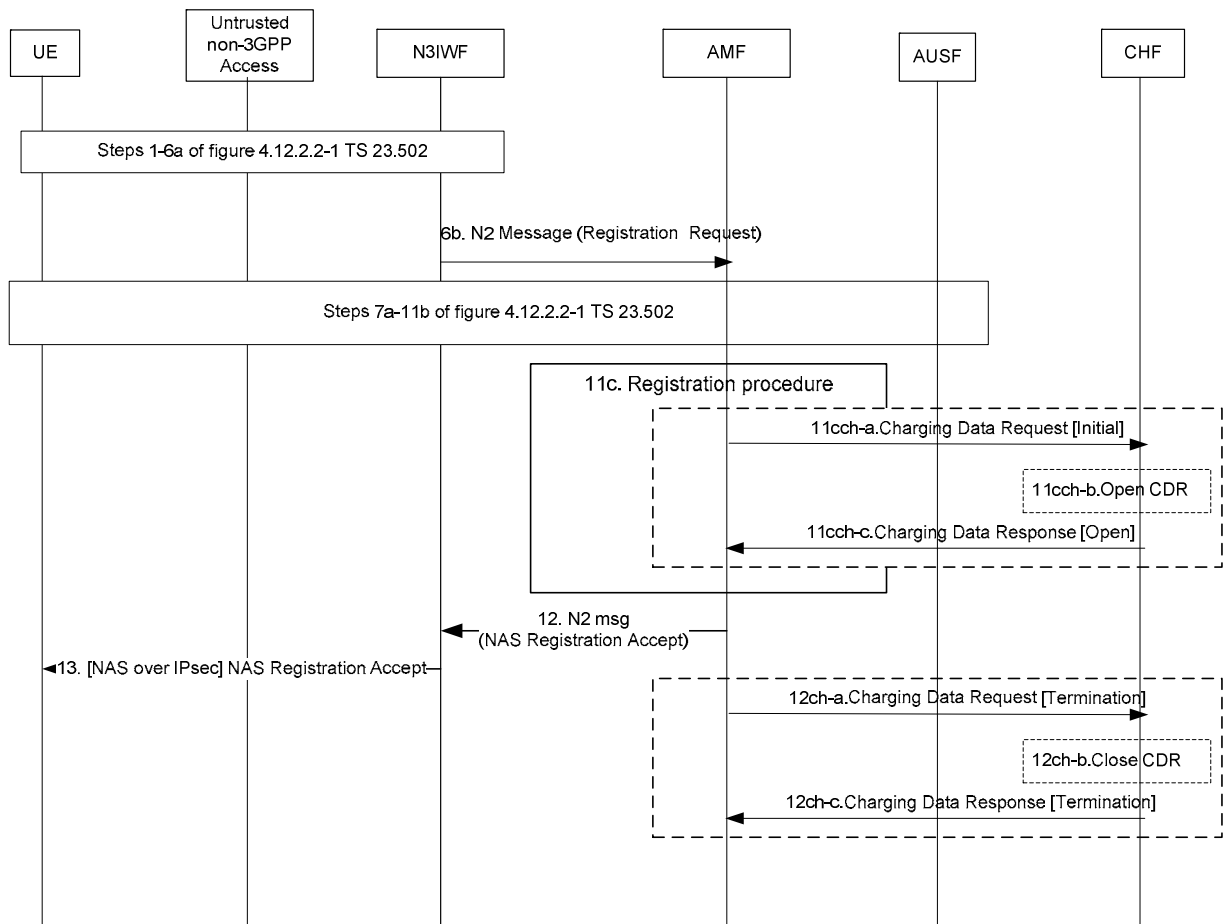 UE
Untrusted
non-3GPP
Access
N3IWF
AMF
AUSF
CHF
Steps 1-6a of figure 4.12.2.2-1 TS 23.502
6b. N2 Message (Registration Request)
Steps 7a-11b of figure 4.12.2.2-1 TS 23.502
11c. Registration procedure
11cch-a.Charging Data Request [Initial]
11cch-b.Open CDR
11cch-c.Charging Data Response [Open]
12. N2 msg
(NAS Registration Accept)
13. [NAS over IPsec] NAS Registration Accept
12ch-a.Charging Data Request [Termination]
12ch-b.Close CDR
12ch-c.Charging Data Response [Termination]